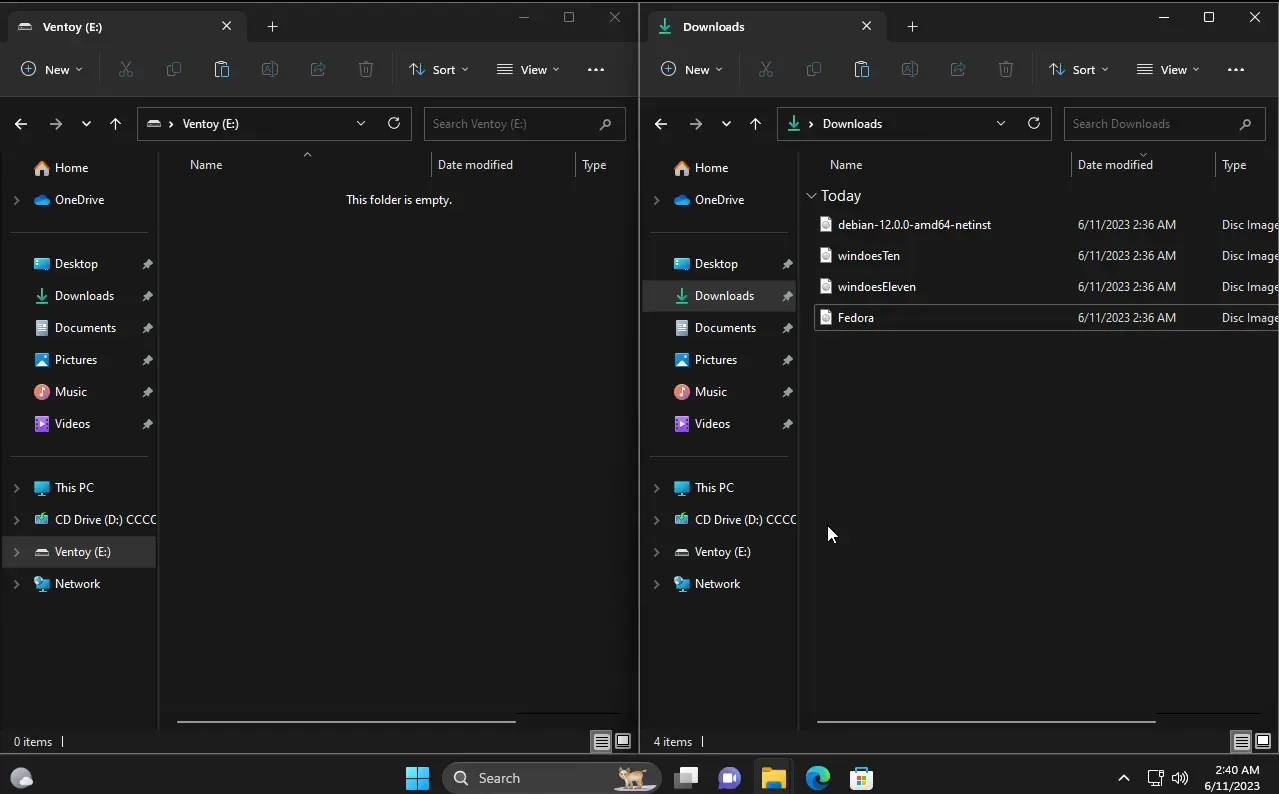 Ventoy (E:)
New
Sort
View
Ventoy (E:)
Search Ventoy (E:)
Name
Date modified
Type
This folder is empty.
Home
OneDrive
Desktop
Downloads
Documents
Pictures
Music
Videos
This PC
CD Drive (D:) CCCC
Ventoy (E:)
Network
0 items
Downloads
New
Sort
View
Downloads
Search Downloads
Name
Date modified
Type
Home
OneDrive
Desktop
Downloads
Documents
Pictures
Music
Videos
This PC
CD Drive (D:) CCCC
Ventoy (E:)
Network
Today
debian-12.0.0-amd64-netinst 6/11/2023 2:36 AM Disc Image
windoesTen 6/11/2023 2:36 AM Disc Image
windoesEleven 6/11/2023 2:36 AM Disc Image
Fedora 6/11/2023 2:36 AM Disc Image
4 items
Search
2:40 AM
6/11/2023